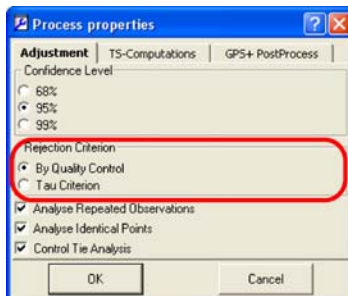 Process properties
Adjustment TS-Computations GPS+ PostProcess
Confidence Level
68%
95%
99%
Rejection Criterion
By Quality Control
Tau Criterion
Analyse Repeated Observations
Analyse Identical Points
Control Tie Analysis
OK Cancel